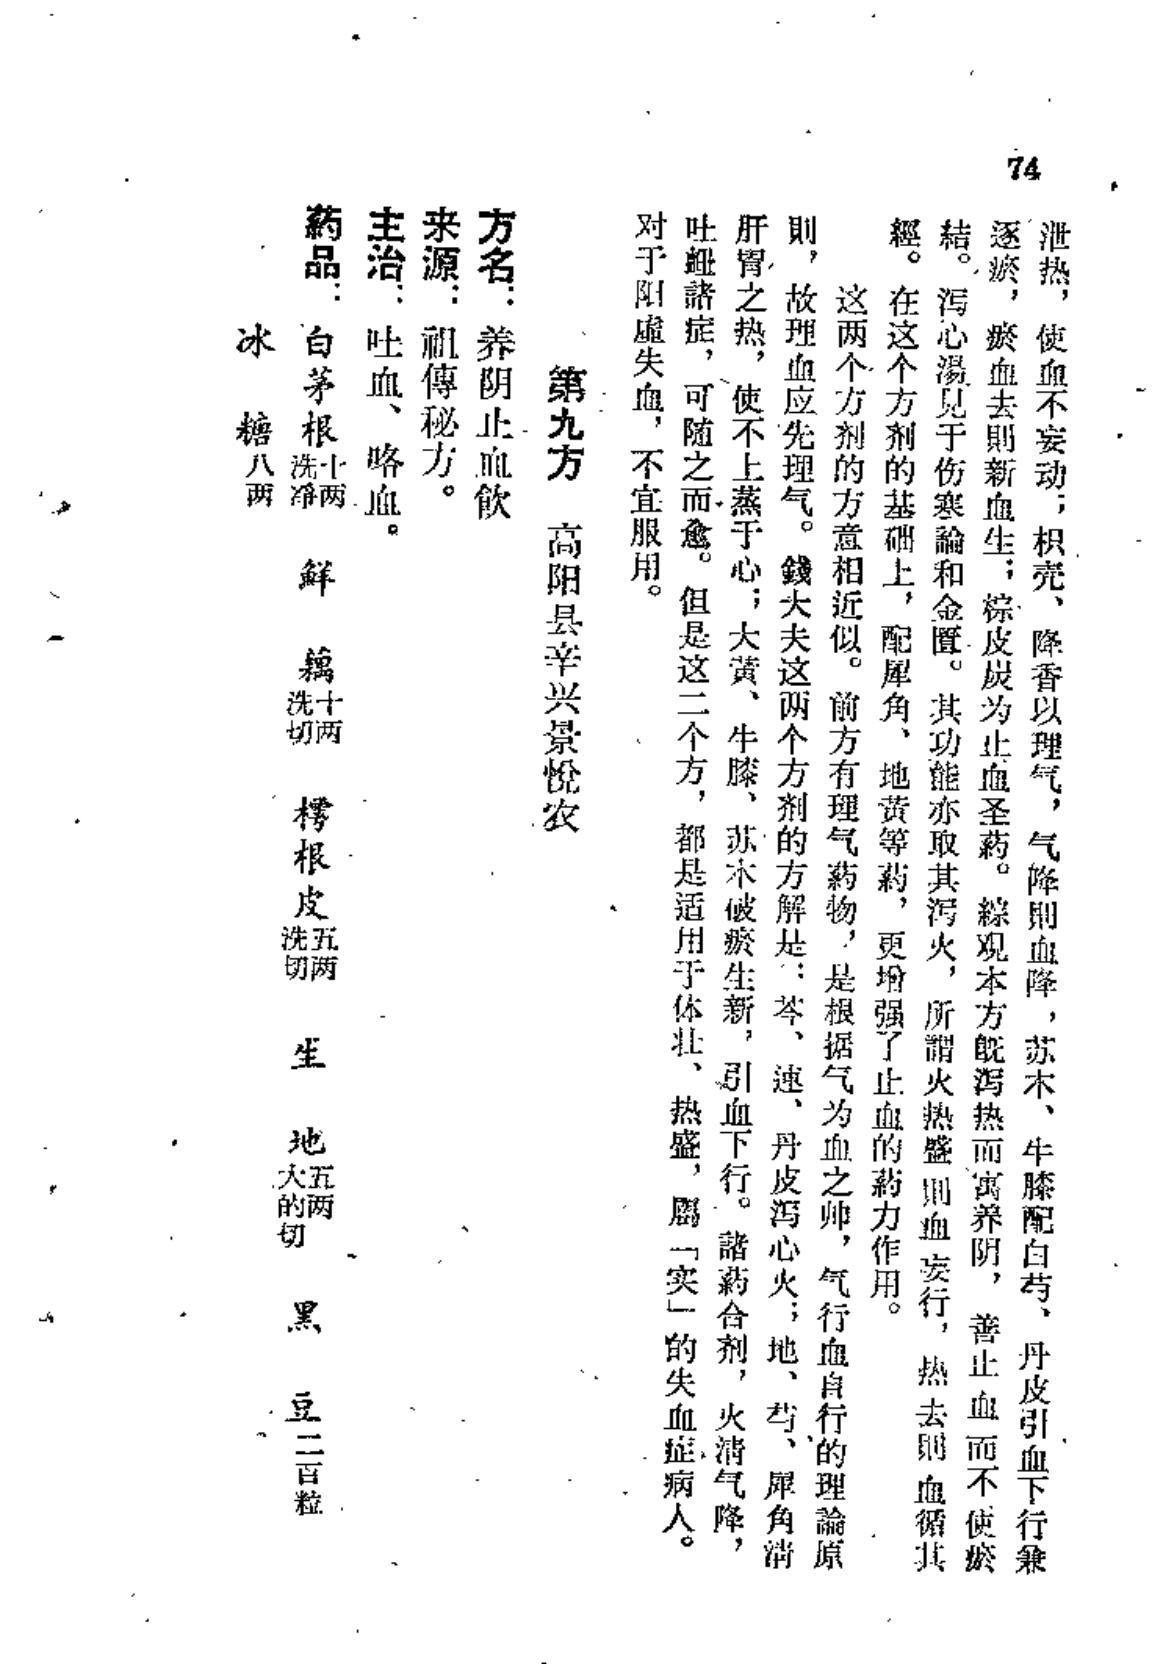 74
泄热，使血不妄动；枳壳、降香以理气，气降則血降，苏木、牛膝配白芍、丹皮引血下行兼
逐瘀，瘀血去則新血生；棕皮炭为止血圣药。綜观本方既泻热而寓养阴，善止血而不使瘀
結。泻心湯見于伤寒論和金匱。其功能亦取其泻火，所謂火热盛則血妄行，热去則血循其
經。在这个方剂的基础上，配犀角、地黄等葯，更增强了止血的葯力作用。
这两个方剂的方意相近似。前方有理气葯物，是根据气为血之帅，气行血自行的理論原
則，故理血应先理气。錢大夫这两个方剂的方解是：芩、連、丹皮泻心火；地、芍、犀角清
肝胃之热，使不上蒸于心；大黄、牛膝、苏木破瘀生新，引血下行。諸葯合剂，火清气降，
吐衄諸症，可随之而愈。但是这二个方，都是适用于体壮、热盛，屬「实」的失血症病人。
对于阳虚失血，不宜服用。
第九方　高阳县辛兴景悅农
方名：养阴止血飲
来源：祖傳秘方。
主治：吐血、咯血。
葯品：白茅根十两洗净　鮮藕十两洗切　樗根皮五两洗切　生地五两大的切　黑豆二百粒
冰糖八两